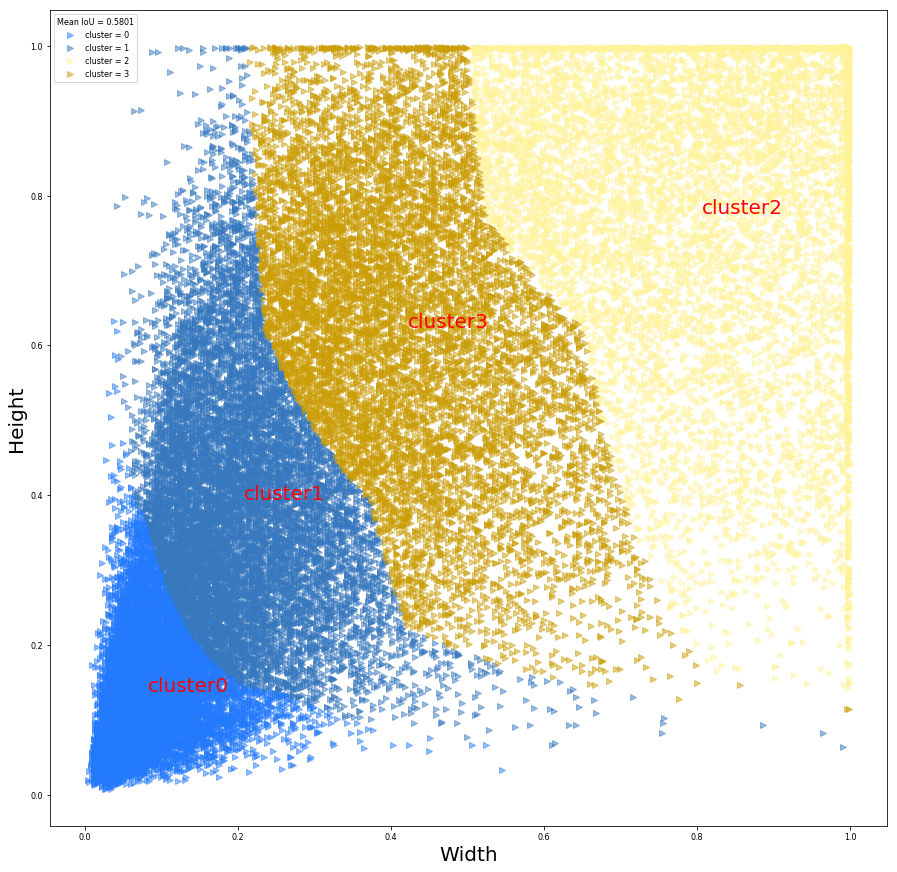 Mean IoU = 0.5801
cluster = 0
cluster = 1
cluster = 2
cluster = 3
1.0
0.8
cluster2
cluster3
0.6
Height
0.4
cluster1
0.2
cluster0
0.0
0.0 0.2 0.4 0.6 0.8 1.0
Width